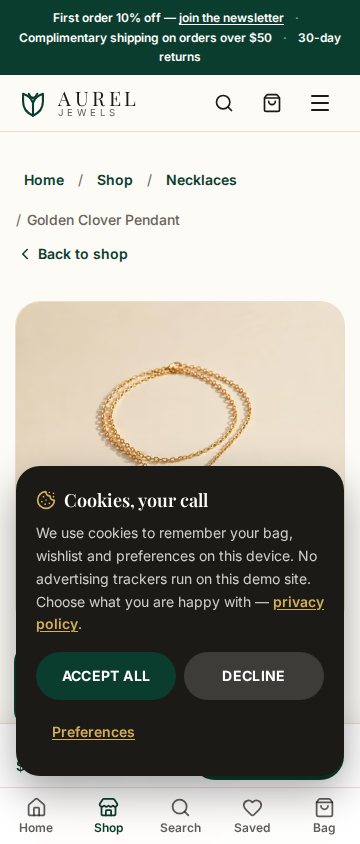 First order 10% off — join the newsletter ·
Complimentary shipping on orders over $50 · 30-day
returns
AUREL
JEWELS
Home / Shop / Necklaces
/ Golden Clover Pendant
Back to shop
Cookies, your call
We use cookies to remember your bag,
wishlist and preferences on this device. No
advertising trackers run on this demo site.
Choose what you are happy with — privacy
policy.
ACCEPT ALL DECLINE
Preferences
Home Shop Search Saved Bag